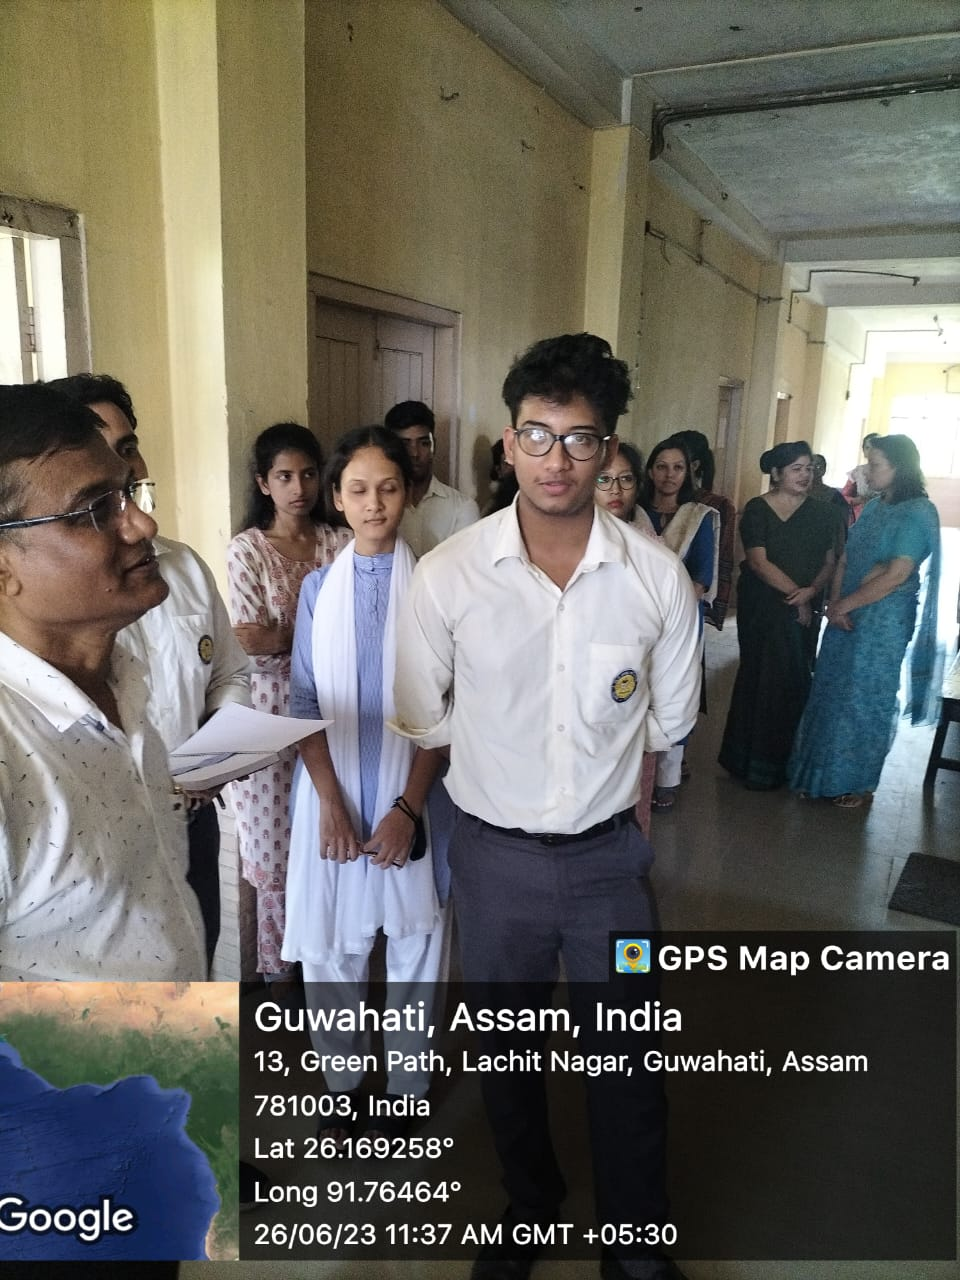 GPS Map Camera
Guwahati, Assam, India
13, Green Path, Lachit Nagar, Guwahati, Assam
781003, India
Lat 26.169258°
Long 91.76464°
26/06/23 11:37 AM GMT +05:30
Google